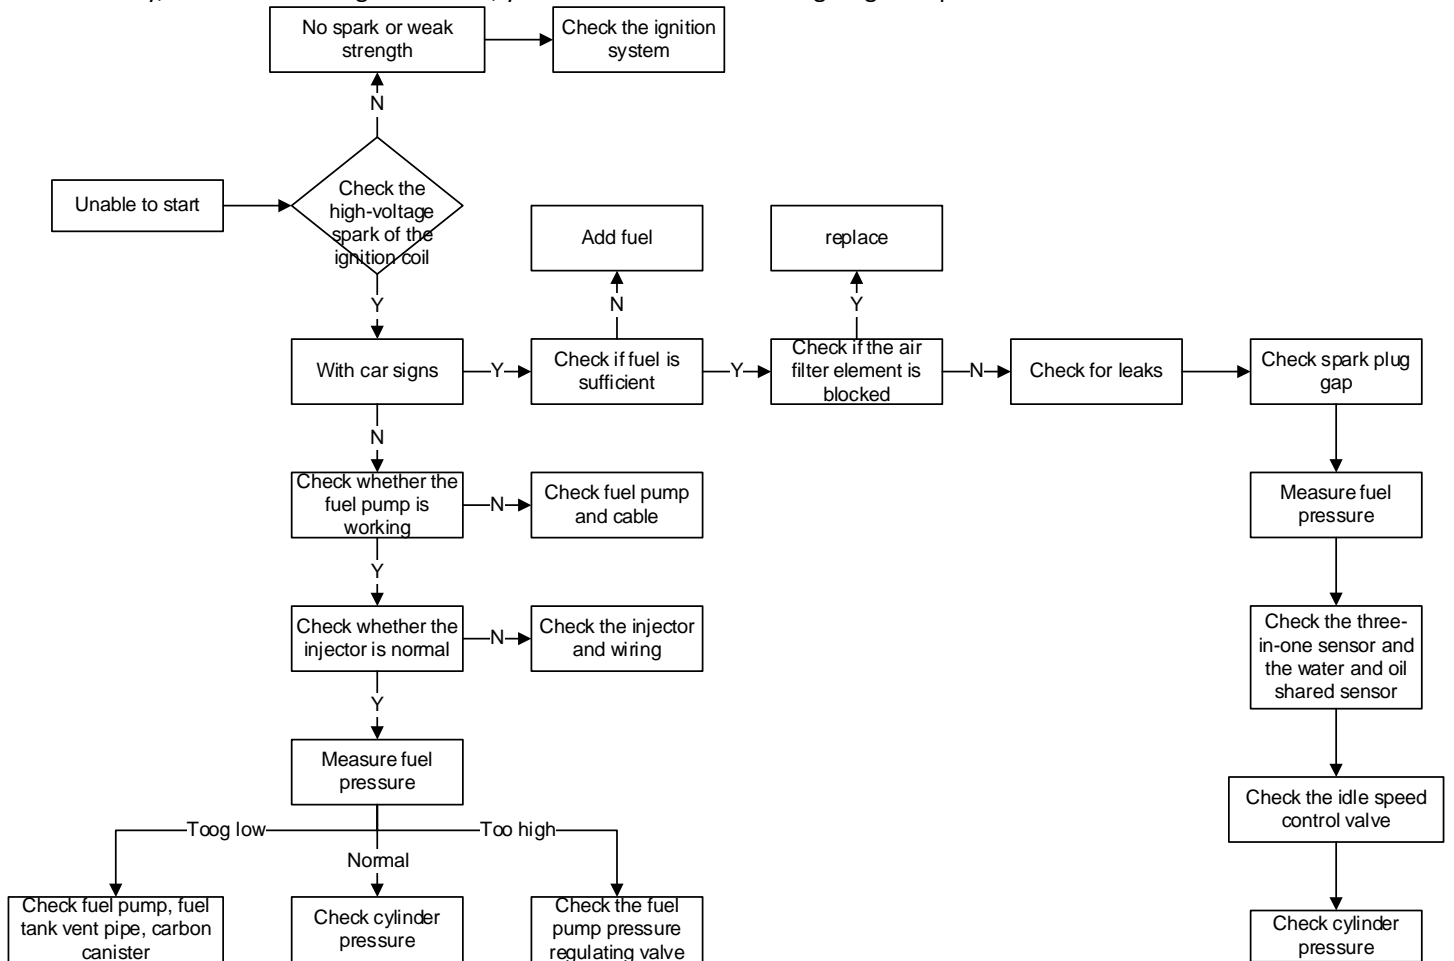 No spark or weak
strength
Check the ignition
system
N
Unable to start
Check the
high-voltage
spark of the
ignition coil
Add fuel
replace
Y
N
Y
With car signs
Y
Check if fuel is
sufficient
Y
Check if the air
filter element is
blocked
N
Check for leaks
Check spark plug
gap
N
Check whether the
fuel pump is
working
N
Check fuel pump
and cable
Measure fuel
pressure
Y
Check whether the
injector is normal
N
Check the injector
and wiring
Check the three-
in-one sensor and
the water and oil
shared sensor
Y
Measure fuel
pressure
Check the idle speed
control valve
Toog low
Too high
Normal
Check fuel pump, fuel
tank vent pipe, carbon
canister
Check cylinder
pressure
Check the fuel
pump pressure
regulating valve
Check cylinder
pressure